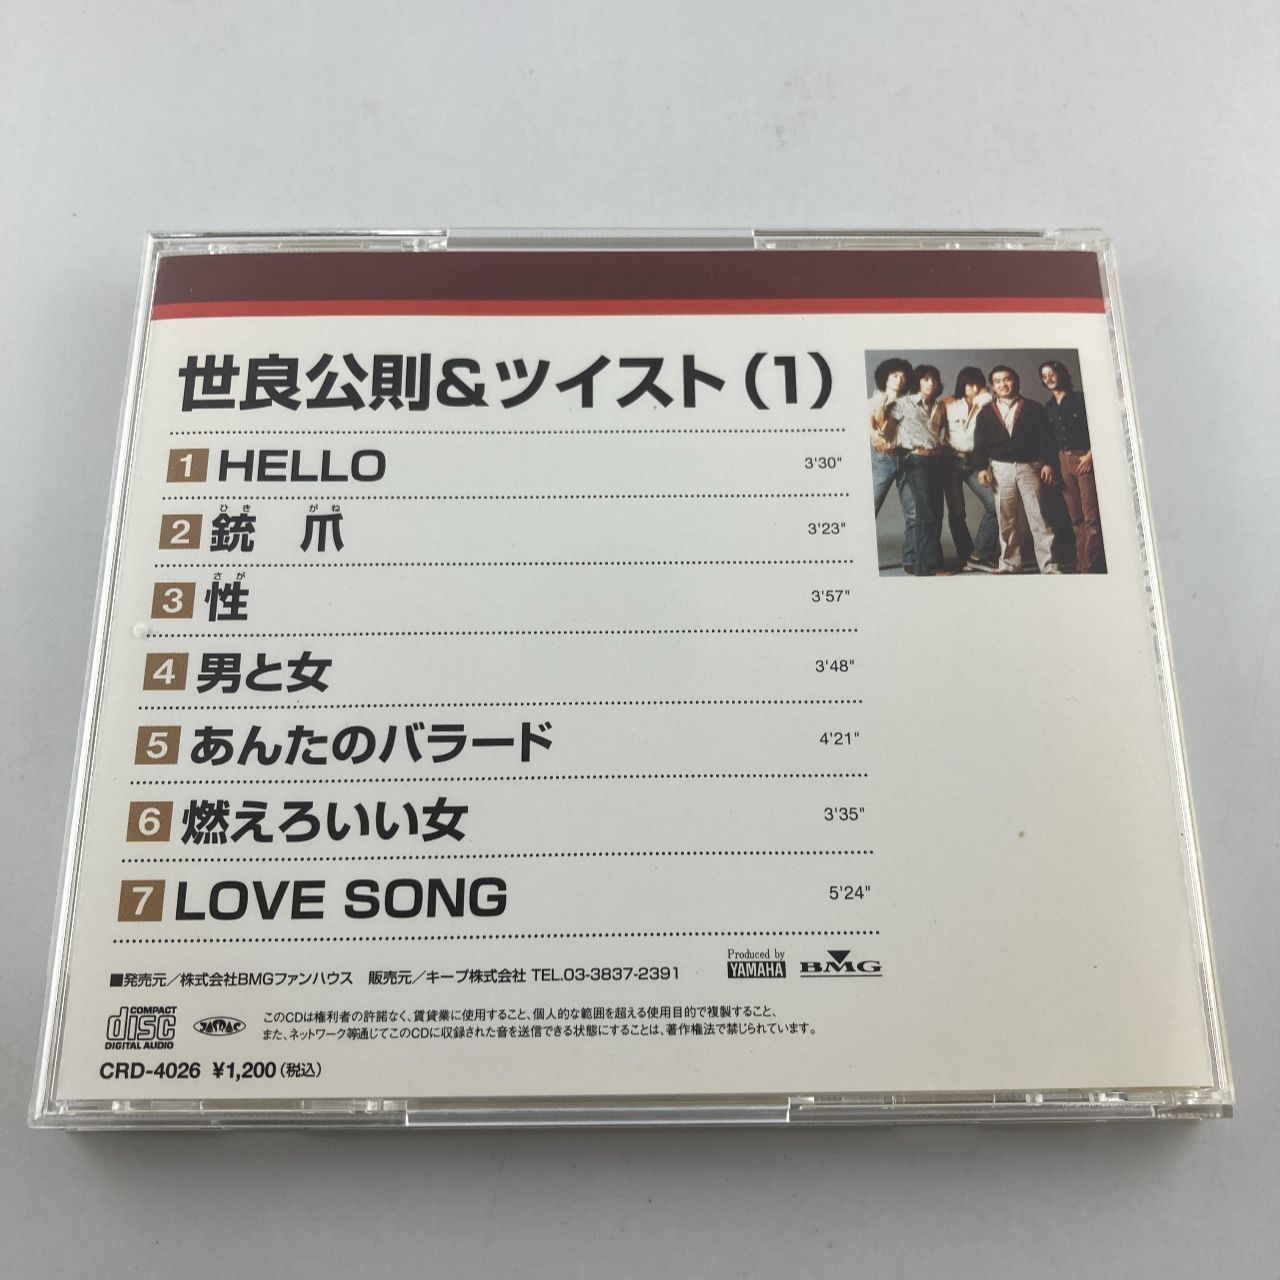 世良公則&ツイスト(1)
1 HELLO 3'30"
ひき がね
2 銃 爪 3'23"
さが
3 性 3'57"
4 男と女 3'48"
5 あんたのバラード 4'21"
6 燃えろいい女 3'35"
7 LOVE SONG 5'24"
■発売元/株式会社BMGファンハウス 販売元/キープ株式会社 TEL.03-3837-2391
Produced by
YAMAHA
BMG
COMPACT
disc
DIGITAL AUDIO
JASRAC
このCDは権利者の許諾なく、賃貸業に使用すること、個人的な範囲を超える使用目的で複製すること、
また、ネットワーク等通じてこのCDに収録された音を送信できる状態にすることは、著作権法で禁じられています。
CRD-4026 ¥1,200(税込)